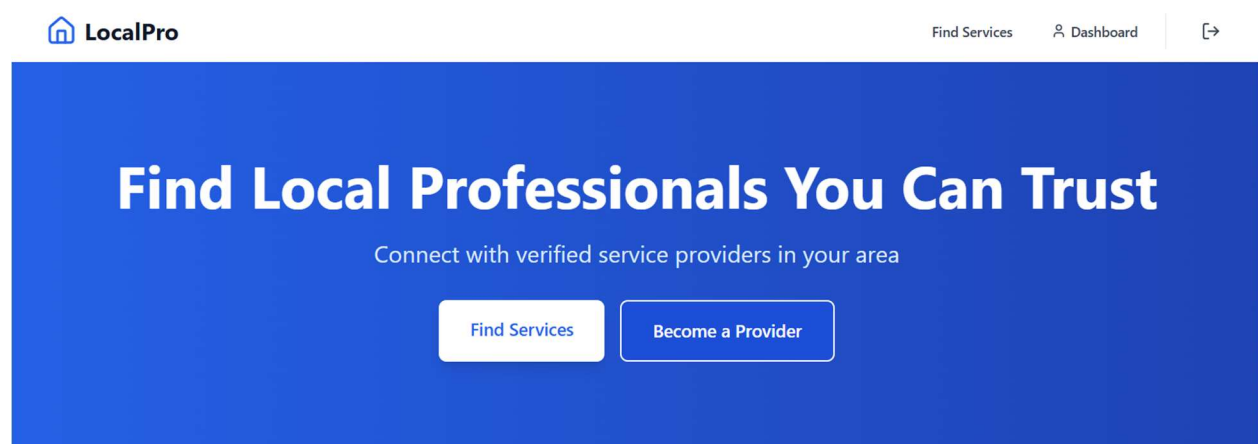 LocalPro
Find Services
Dashboard
Find Local Professionals You Can Trust
Connect with verified service providers in your area
Find Services
Become a Provider